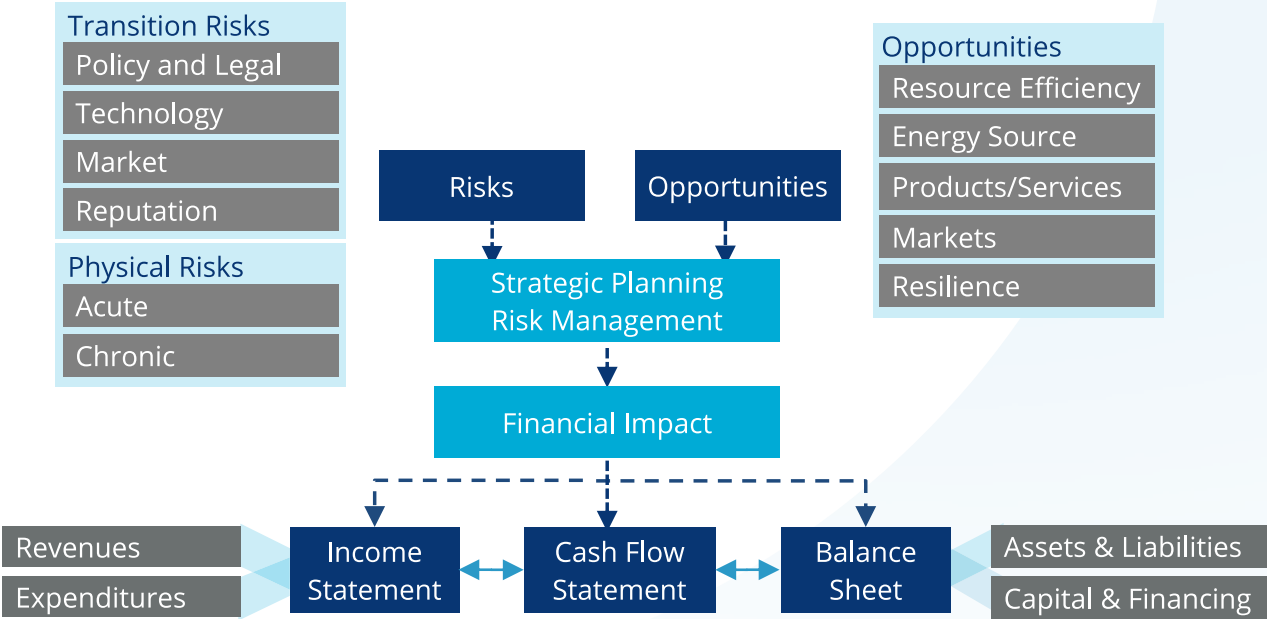 Transition Risks
Policy and Legal
Technology
Market
Reputation
Physical Risks
Acute
Chronic
Risks
Opportunities
Strategic Planning
Risk Management
Financial Impact
Opportunities
Resource Efficiency
Energy Source
Products/Services
Markets
Resilience
Revenues
Expenditures
Income
Statement
Cash Flow
Statement
Balance
Sheet
Assets & Liabilities
Capital & Financing